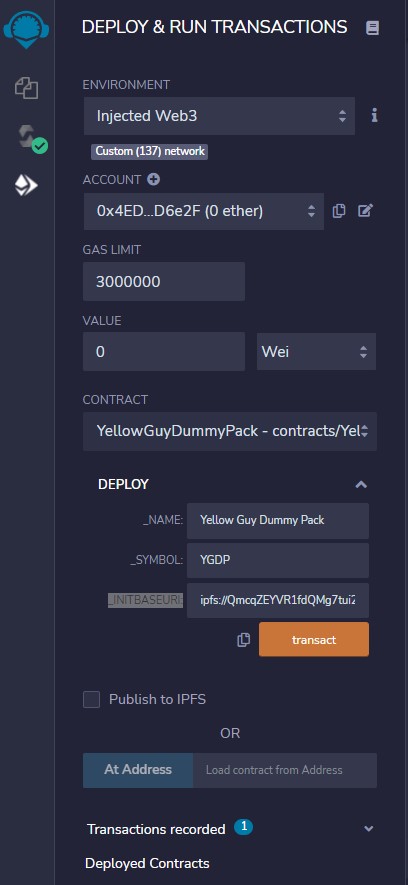 DEPLOY & RUN TRANSACTIONS
ENVIRONMENT
Injected Web3
Custom (137) network
ACCOUNT
0x4ED...D6e2F (0 ether)
GAS LIMIT
3000000
VALUE
0 Wei
CONTRACT
YellowGuyDummyPack - contracts/Yel
DEPLOY
_NAME: Yellow Guy Dummy Pack
_SYMBOL: YGDP
_INITBASEURI: ipfs://QmcqZEYVR1fdQMg7tui2
transact
Publish to IPFS
OR
At Address Load contract from Address
Transactions recorded 1
Deployed Contracts